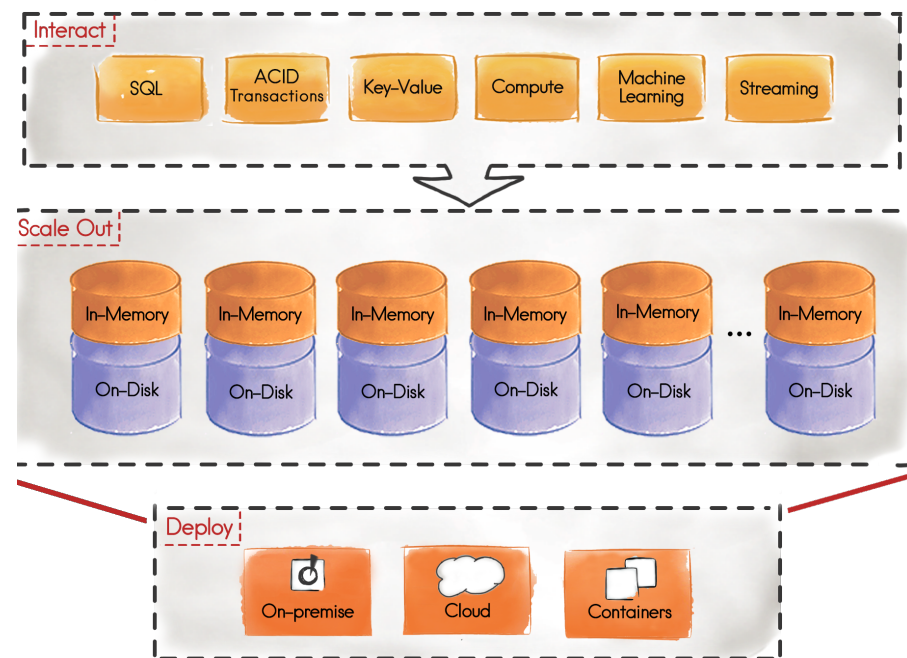 Interact
SQL
ACID
Transactions
Key-Value
Compute
Machine
Learning
Streaming
Scale Out
In-Memory
In-Memory
In-Memory
In-Memory
In-Memory
...
In-Memory
On-Disk
On-Disk
On-Disk
On-Disk
On-Disk
On-Disk
Deploy
On-premise
Cloud
Containers